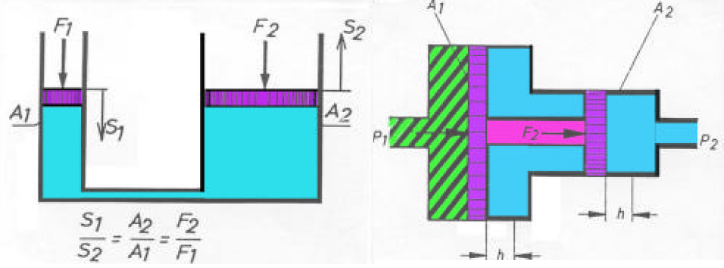 F1
F2
S2
A1
S1
A2
S1/S2 = A2/A1 = F2/F1
A1
A2
P1
F2
P2
h
h